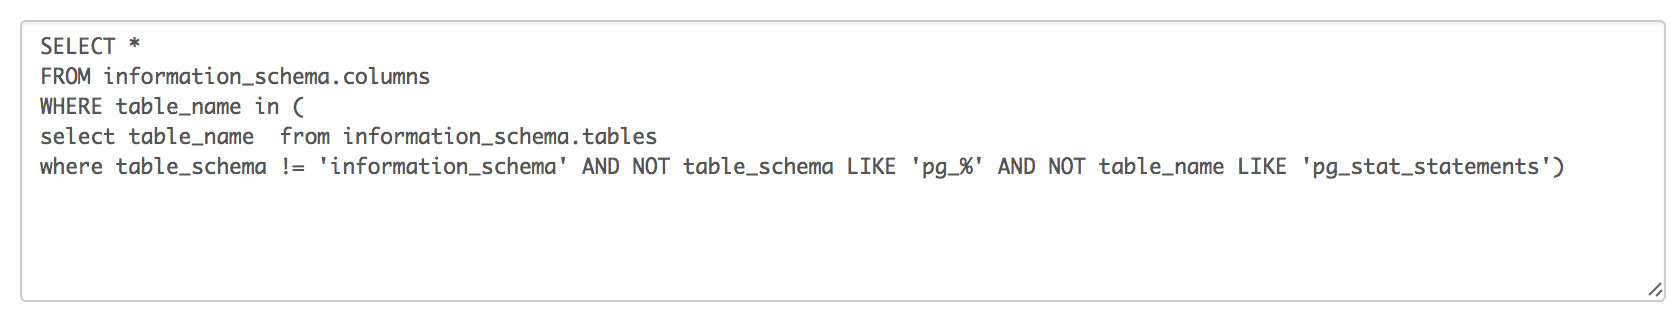 SELECT *
FROM information_schema.columns
WHERE table_name in (
select table_name  from information_schema.tables
where table_schema != 'information_schema' AND NOT table_schema LIKE 'pg_%' AND NOT table_name LIKE 'pg_stat_statements')